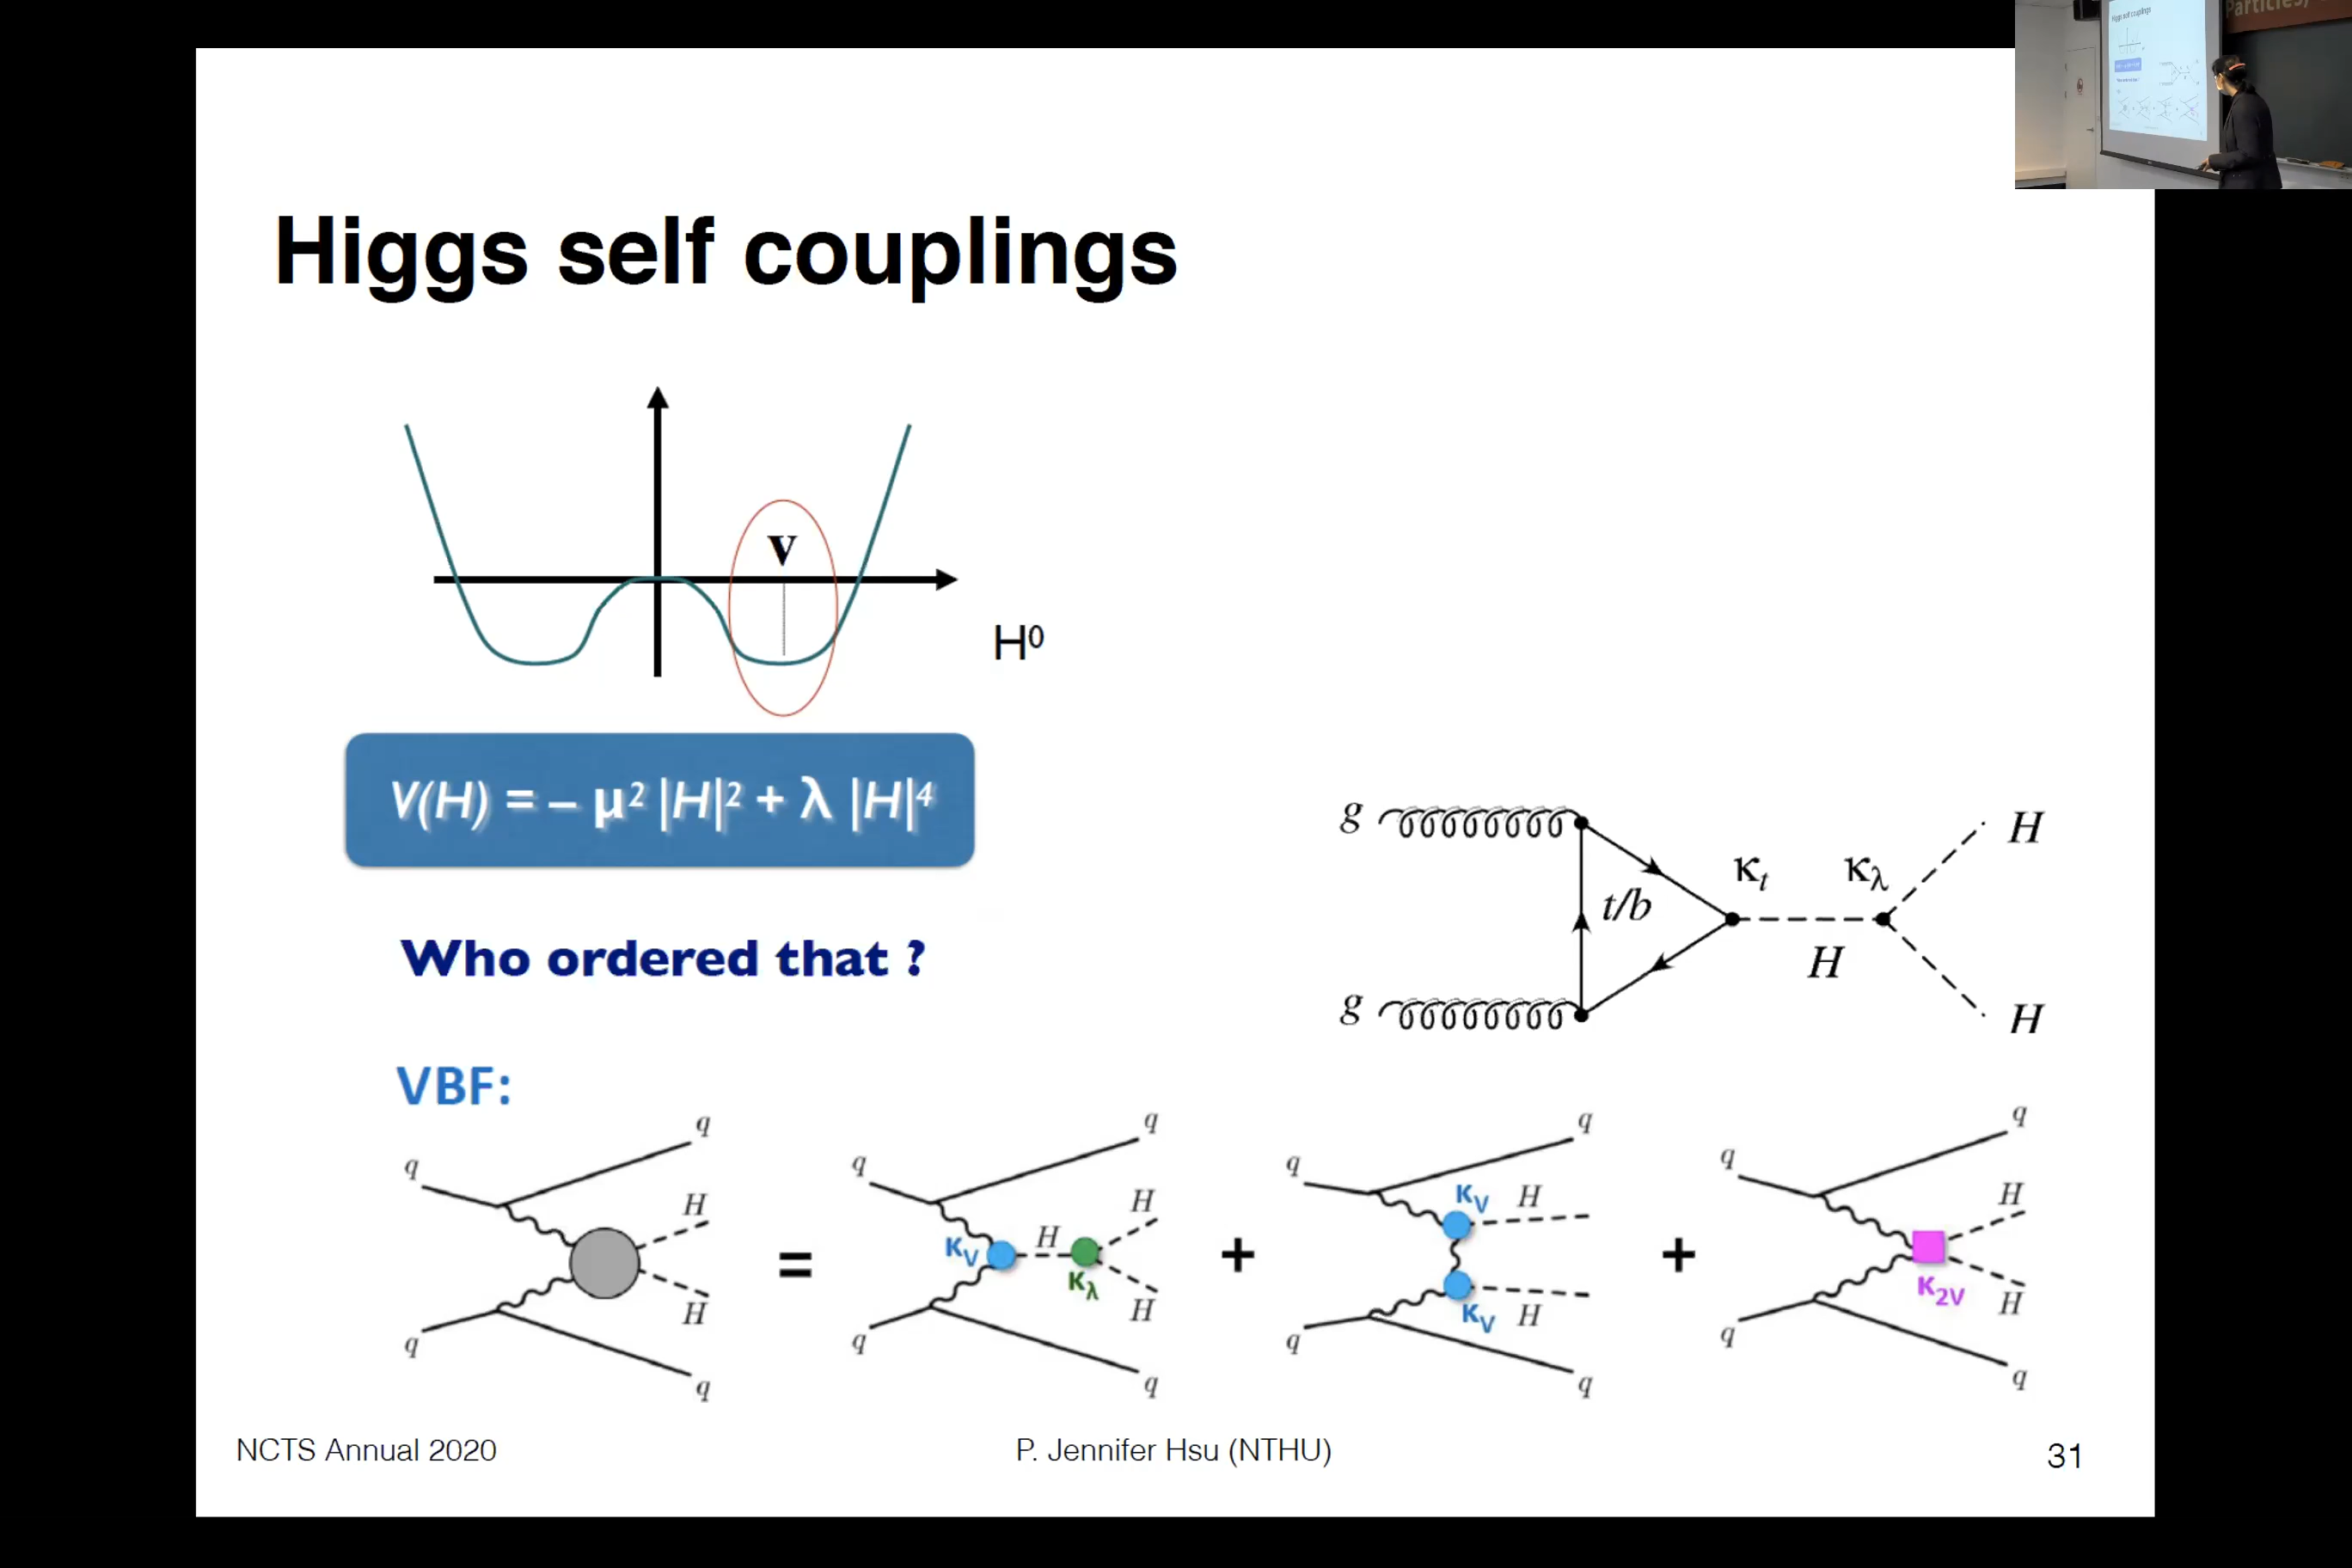 Particles,
Higgs self couplings
v
H⁰
V(H) = – μ² |H|² + λ |H|⁴
Who ordered that ?
g
g
t/b
κt
κλ
H
H
H
VBF:
q
q
H
H
q
q
=
q
q
κV
H
κλ
H
H
q
q
+
q
q
κV
H
κV
H
q
q
+
q
q
H
κ2V
H
q
q
NCTS Annual 2020
P. Jennifer Hsu (NTHU)
31